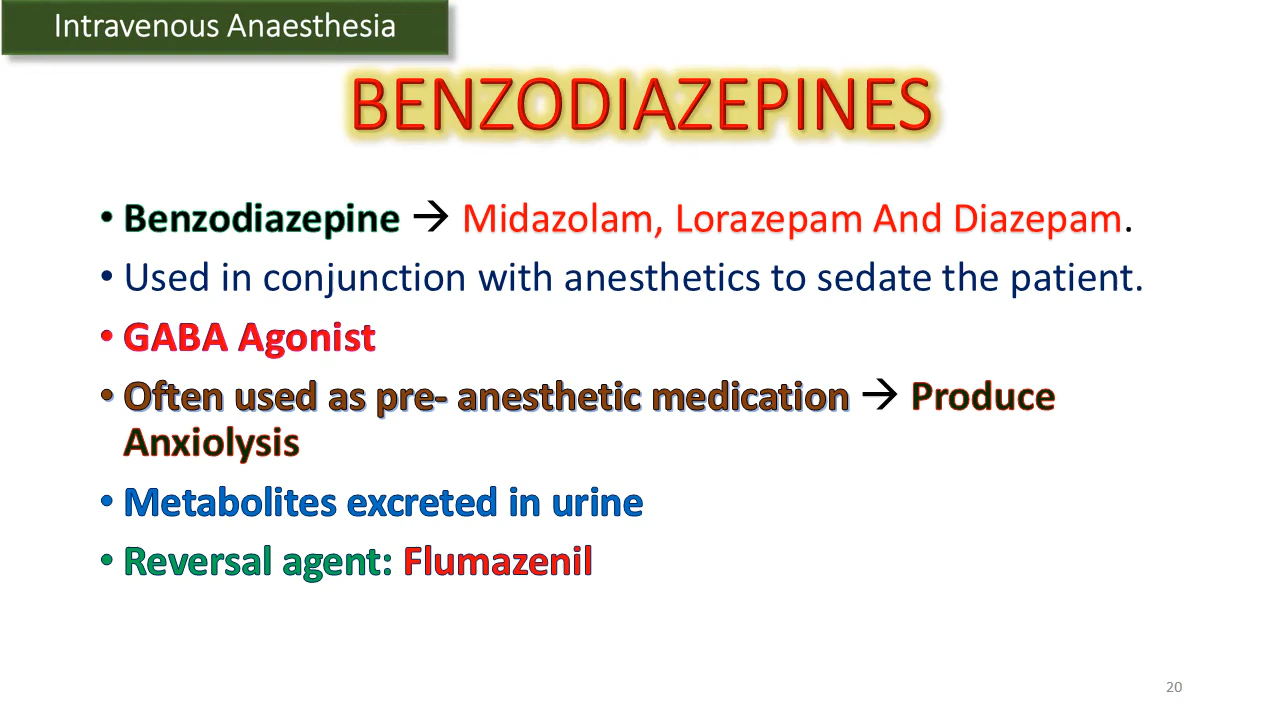 Intravenous Anaesthesia
BENZODIAZEPINES
• Benzodiazepine → Midazolam, Lorazepam And Diazepam.
• Used in conjunction with anesthetics to sedate the patient.
• GABA Agonist
• Often used as pre- anesthetic medication → Produce
Anxiolysis
• Metabolites excreted in urine
• Reversal agent: Flumazenil
20